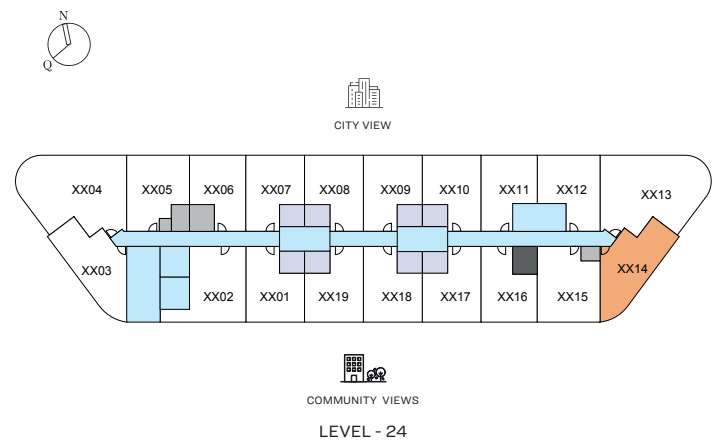 N
Q
CITY VIEW
XX04 XX05 XX06 XX07 XX08 XX09 XX10 XX11 XX12 XX13
XX03 XX14
XX02 XX01 XX19 XX18 XX17 XX16 XX15
COMMUNITY VIEWS
LEVEL - 24